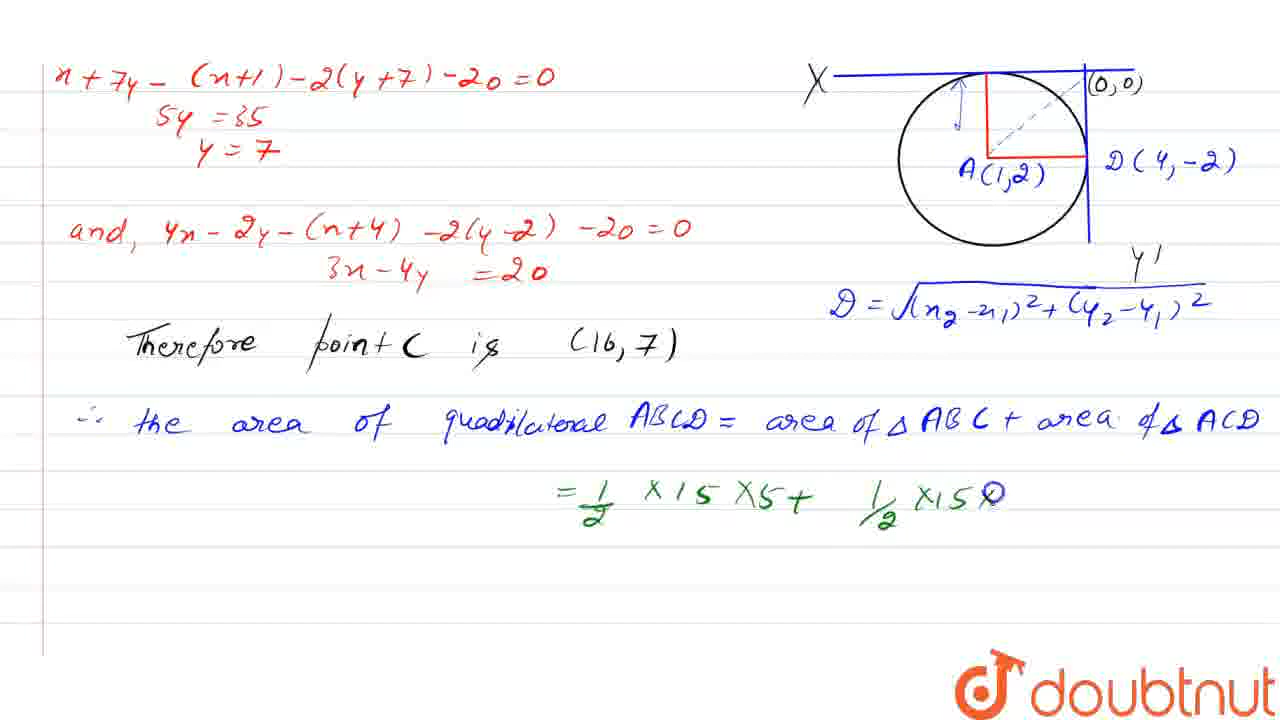 x + 7y - (x+1) - 2(y+7) - 20 = 0
5y = 35
y = 7
and, 4x - 2y - (x+4) - 2(y-2) - 20 = 0
3x - 4y = 20
Therefore point C is (16, 7)
∴ the area of quadilateral ABCD = area of Δ ABC + area of Δ ACD
= 1/2 × 15 × 5 + 1/2 × 15 ×
X
(0,0)
A(1,2)
D(4,-2)
Y'
D = √(x2 - x1)² + (y2 - y1)²
doubtnut